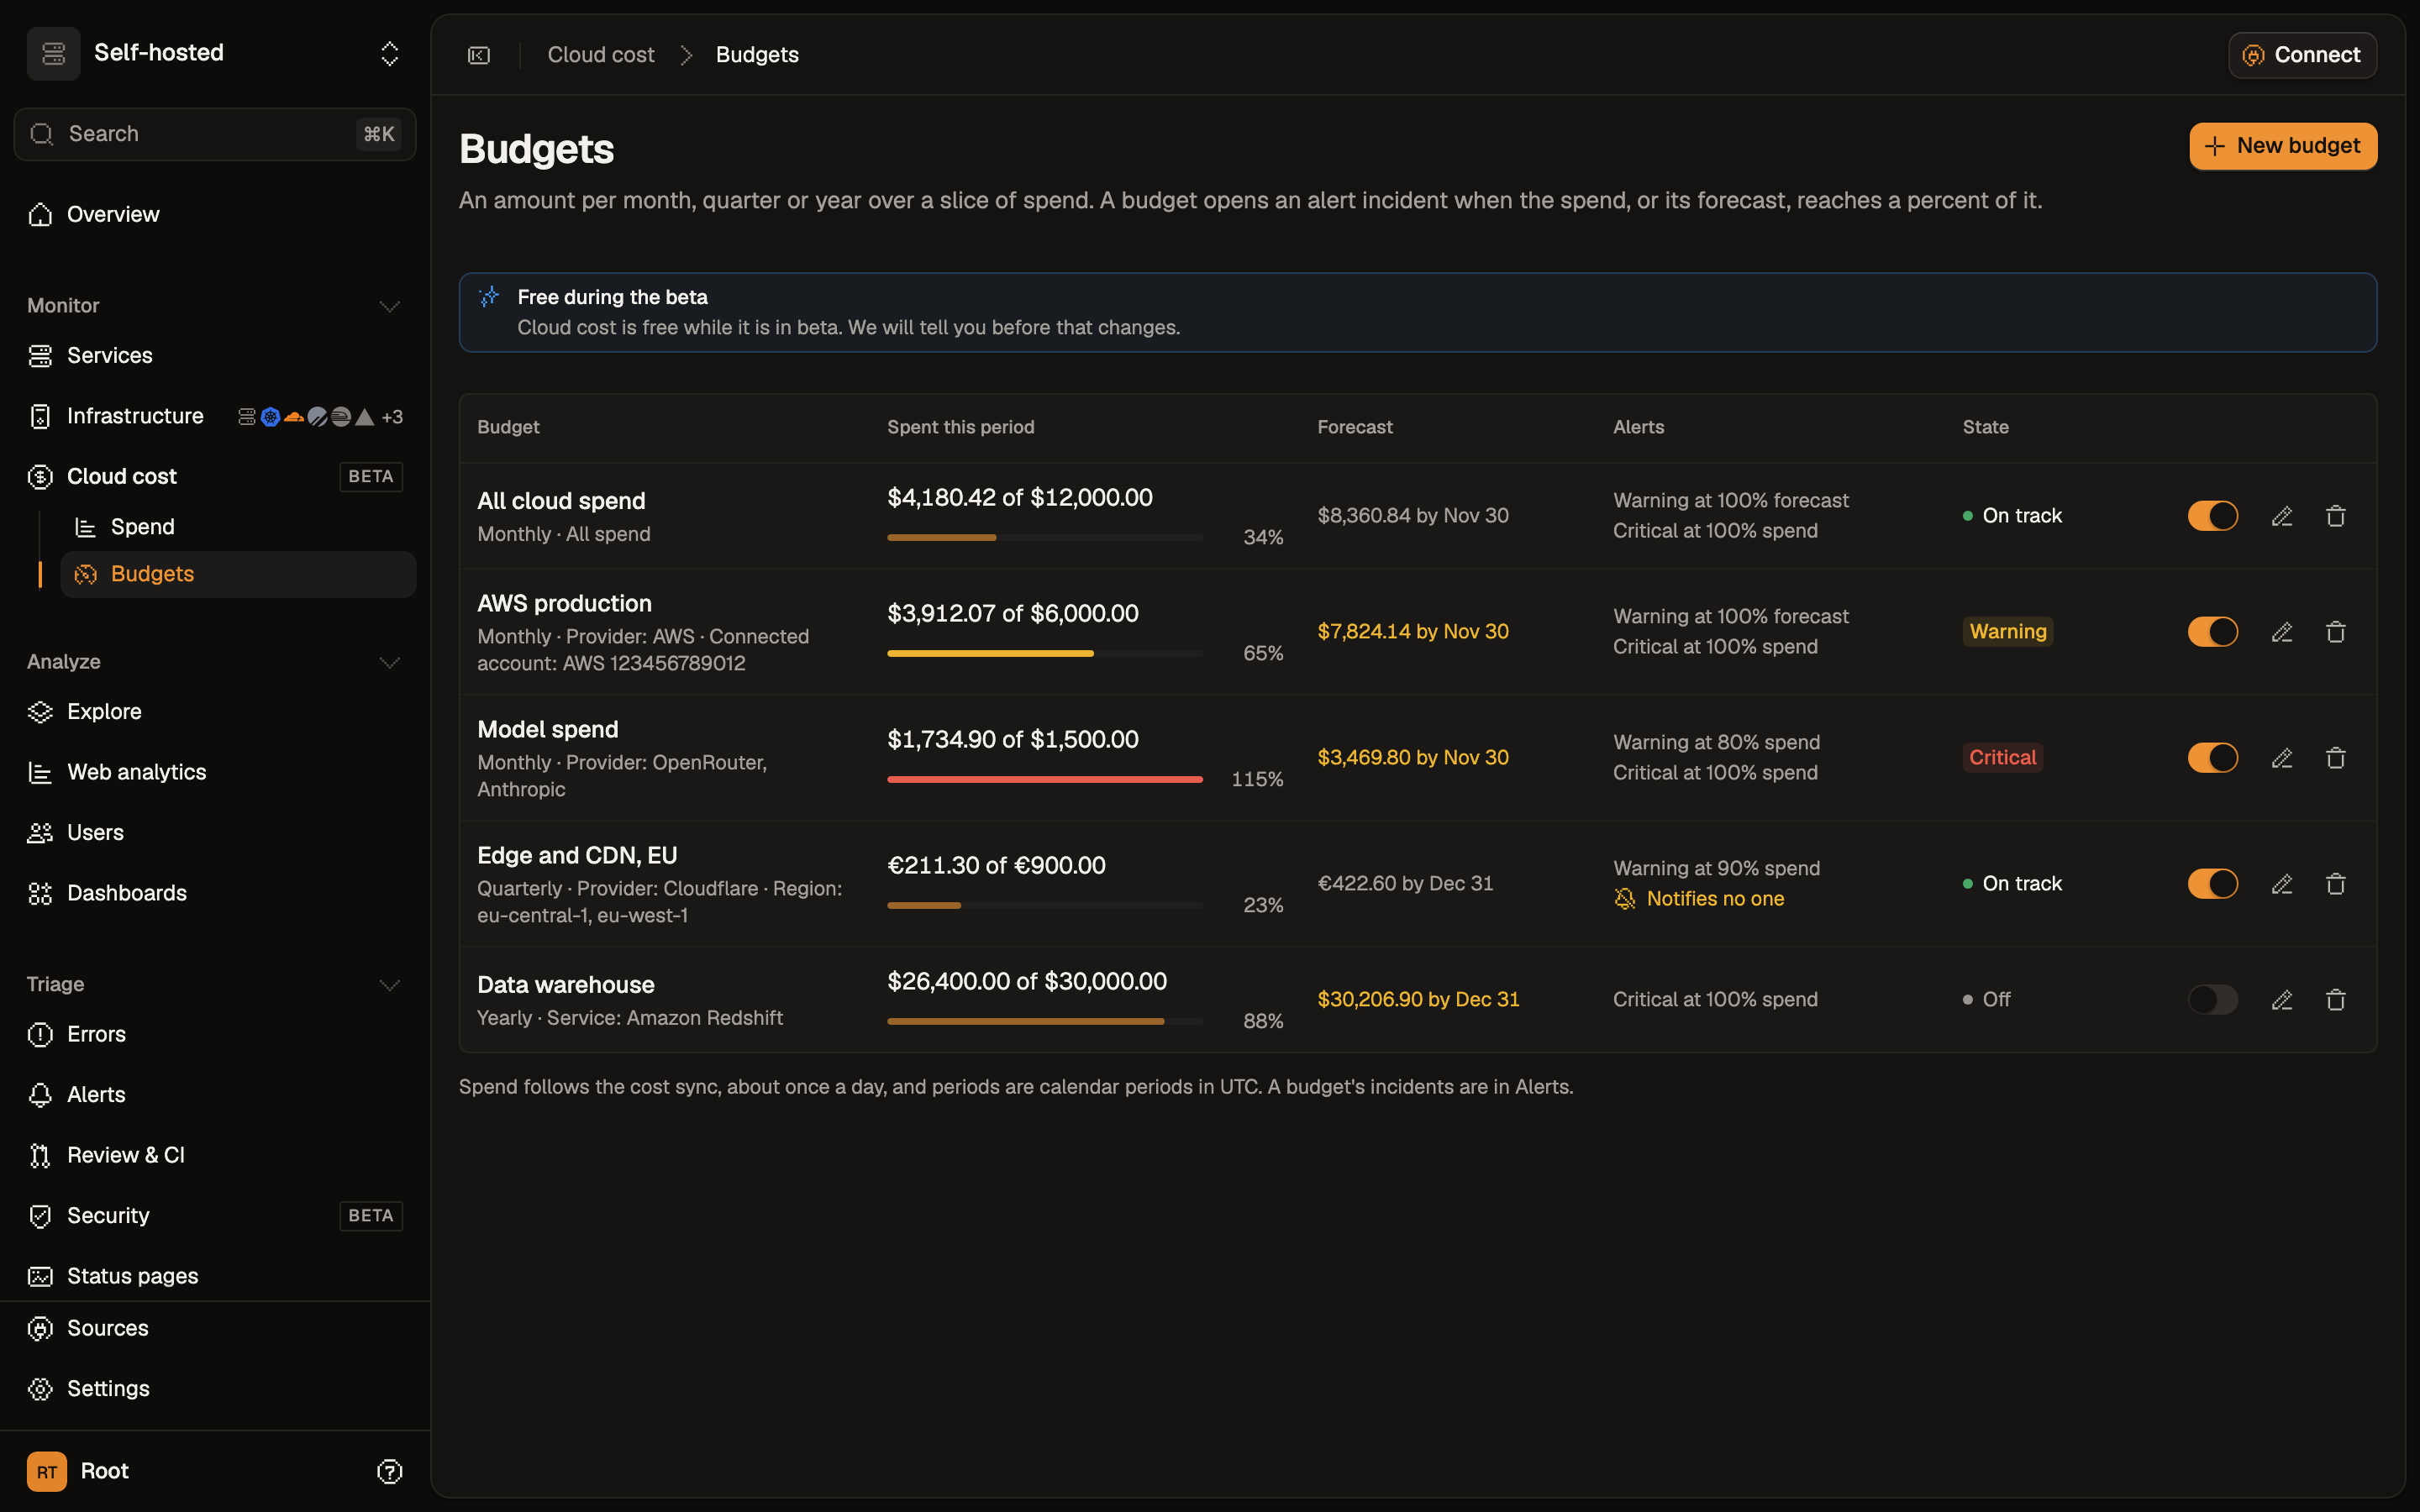 Self-hosted
Search ⌘K
Overview
Monitor
Services
Infrastructure +3
Cloud cost BETA
Spend
Budgets
Analyze
Explore
Web analytics
Users
Dashboards
Triage
Errors
Alerts
Review & CI
Security BETA
Status pages
Sources
Settings
RT Root
Cloud cost Budgets
Connect
Budgets
New budget
An amount per month, quarter or year over a slice of spend. A budget opens an alert incident when the spend, or its forecast, reaches a percent of it.
Free during the beta
Cloud cost is free while it is in beta. We will tell you before that changes.
Budget Spent this period Forecast Alerts State
All cloud spend
Monthly · All spend
$4,180.42 of $12,000.00
34%
$8,360.84 by Nov 30
Warning at 100% forecast
Critical at 100% spend
On track
AWS production
Monthly · Provider: AWS · Connected
account: AWS 123456789012
$3,912.07 of $6,000.00
65%
$7,824.14 by Nov 30
Warning at 100% forecast
Critical at 100% spend
Warning
Model spend
Monthly · Provider: OpenRouter,
Anthropic
$1,734.90 of $1,500.00
115%
$3,469.80 by Nov 30
Warning at 80% spend
Critical at 100% spend
Critical
Edge and CDN, EU
Quarterly · Provider: Cloudflare · Region:
eu-central-1, eu-west-1
€211.30 of €900.00
23%
€422.60 by Dec 31
Warning at 90% spend
Notifies no one
On track
Data warehouse
Yearly · Service: Amazon Redshift
$26,400.00 of $30,000.00
88%
$30,206.90 by Dec 31
Critical at 100% spend
Off
Spend follows the cost sync, about once a day, and periods are calendar periods in UTC. A budget's incidents are in Alerts.